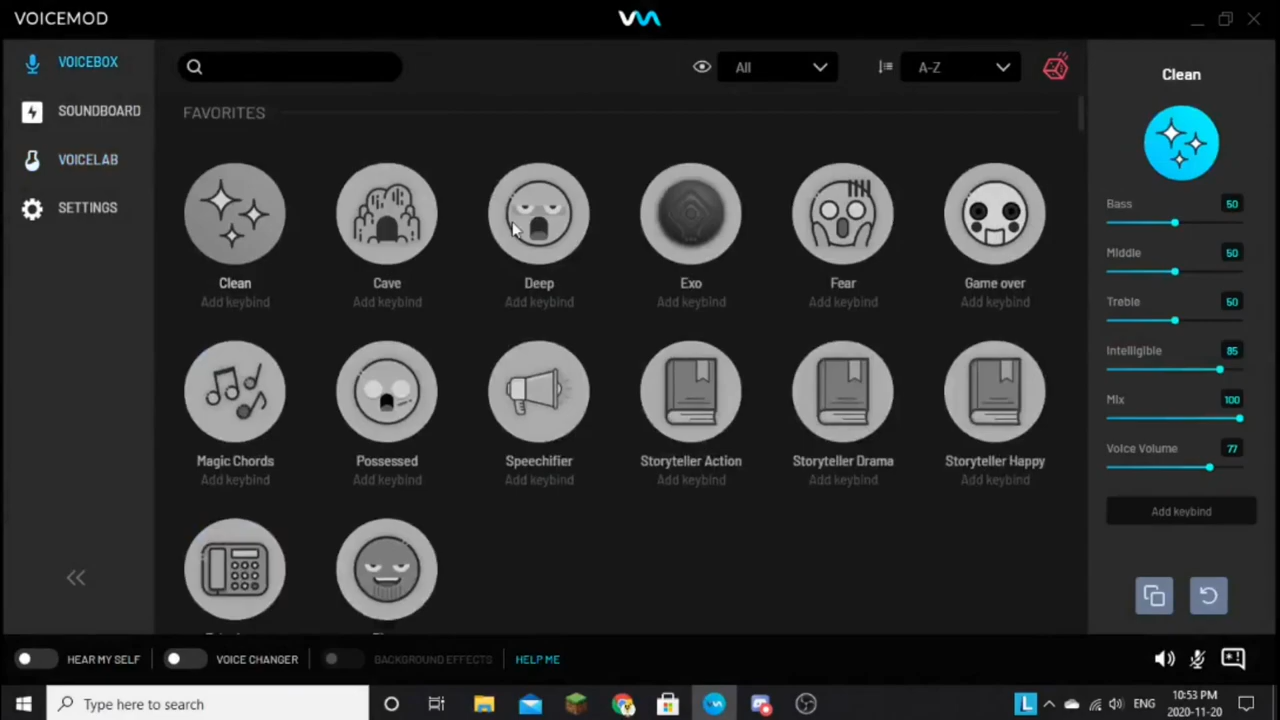 VOICEMOD
VOICEBOX
SOUNDBOARD
VOICELAB
SETTINGS
All
A-Z
FAVORITES
Clean
Add keybind
Cave
Add keybind
Deep
Add keybind
Exo
Add keybind
Fear
Add keybind
Game over
Add keybind
Magic Chords
Add keybind
Possessed
Add keybind
Speechifier
Add keybind
Storyteller Action
Add keybind
Storyteller Drama
Add keybind
Storyteller Happy
Add keybind
Clean
Bass 50
Middle 50
Treble 50
Intelligible 85
Mix 100
Voice Volume 77
Add keybind
HEAR MY SELF
VOICE CHANGER
BACKGROUND EFFECTS
HELP ME
Type here to search
L
ENG
10:53 PM
2020-11-20